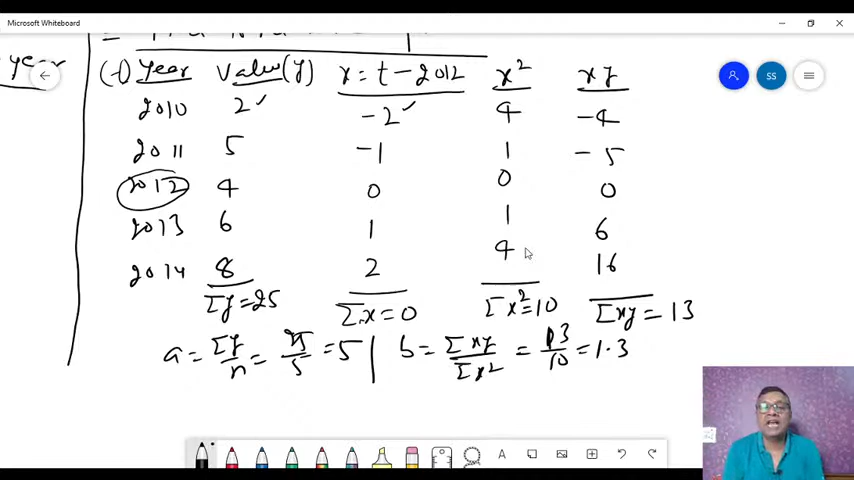 Microsoft Whiteboard
year
(t) year value(y) x = t - 2012 x² xy
2010 2 ✓ -2 ✓ 4 -4
2011 5 -1 1 -5
2012 4 0 0 0
2013 6 1 1 6
2014 8 2 4 16
Σy = 25 Σx = 0 Σx² = 10 Σxy = 13
a = Σy/n = 25/5 = 5 | b = Σxy/Σx² = 13/10 = 1.3
SS
A